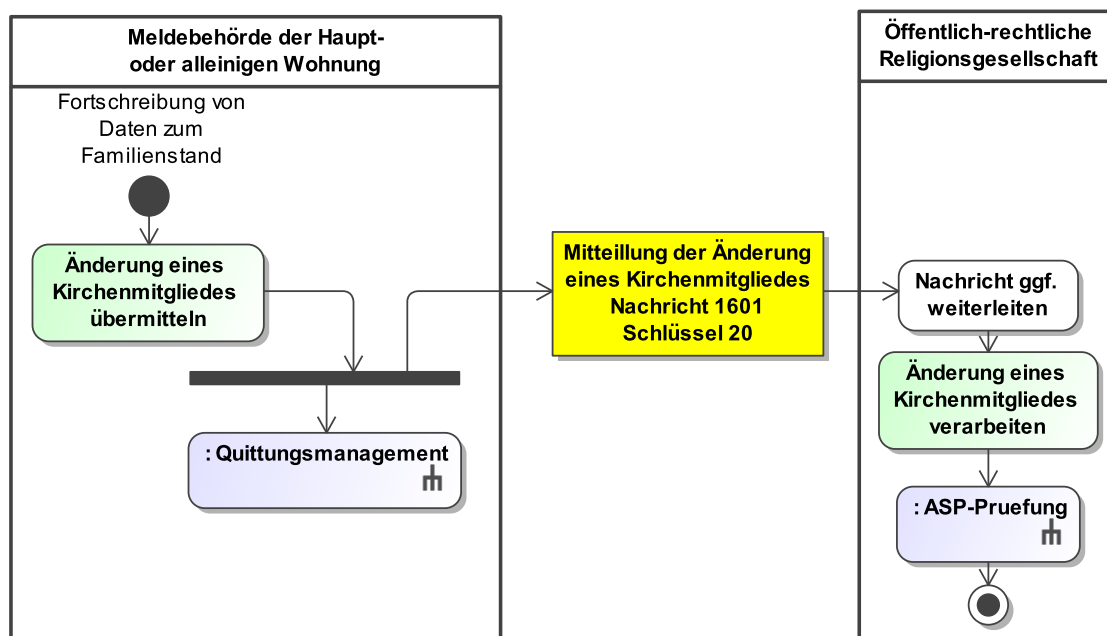 Meldebehörde der Haupt-
oder alleinigen Wohnung
Fortschreibung von
Daten zum
Familienstand
Änderung eines
Kirchenmitgliedes
übermitteln
: Quittungsmanagement
Mitteillung der Änderung
eines Kirchenmitgliedes
Nachricht 1601
Schlüssel 20
Öffentlich-rechtliche
Religionsgesellschaft
Nachricht ggf.
weiterleiten
Änderung eines
Kirchenmitgliedes
verarbeiten
: ASP-Pruefung